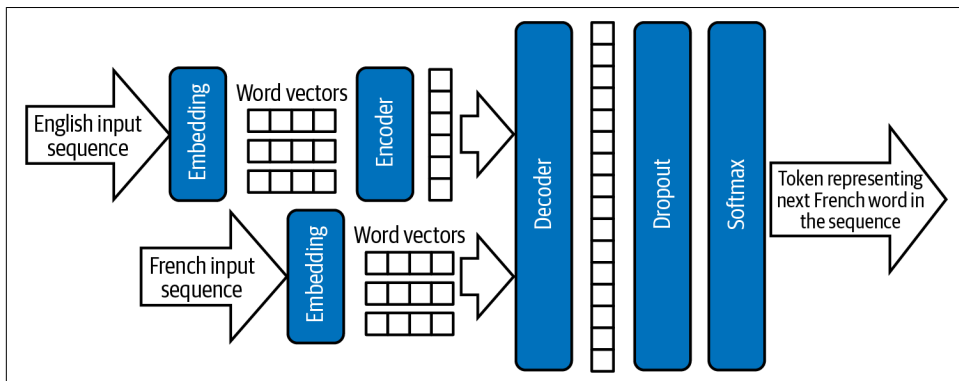 English input
sequence
Embedding
Word vectors
Encoder
French input
sequence
Embedding
Word vectors
Decoder
Dropout
Softmax
Token representing
next French word in
the sequence